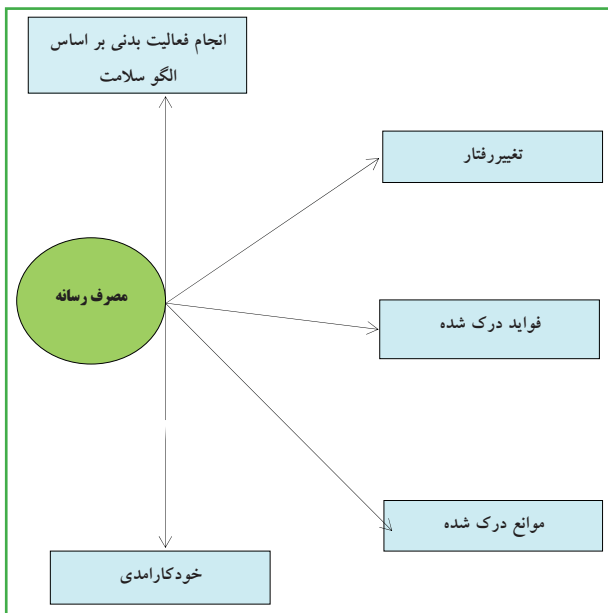 انجام فعالیت بدنی بر اساس
الگو سلامت
تغییررفتار
مصرف رسانه
فواید درک شده
موانع درک شده
خودکارامدی